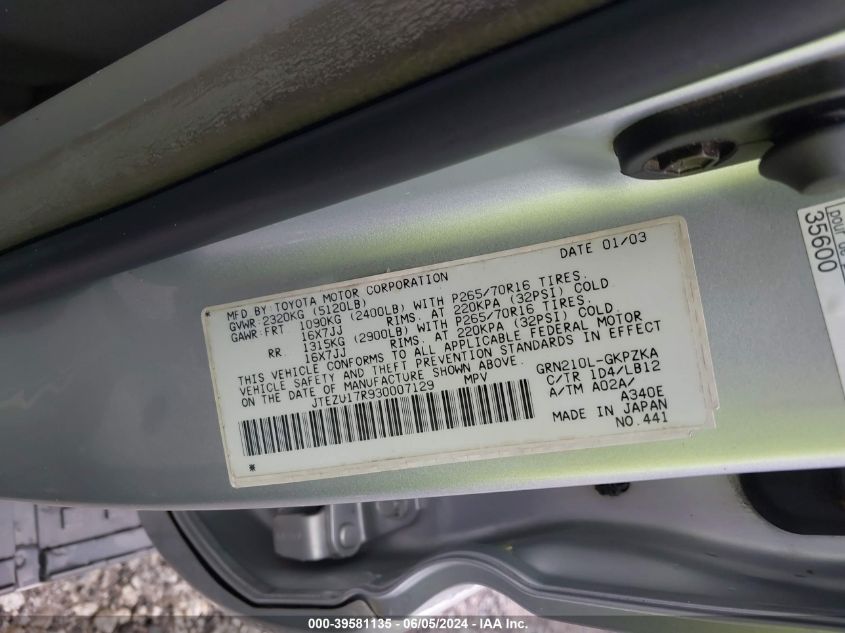 DATE 01/03
MFD BY:TOYOTA MOTOR CORPORATION
GVWR:2320KG (5120LB)
GAWR:FRT 1090KG (2400LB) WITH P265/70R16 TIRES.
16X7JJ RIMS. AT 220KPA (32PSI) COLD
RR 1315KG (2900LB) WITH P265/70R16 TIRES.
16X7JJ RIMS. AT 220KPA (32PSI) COLD
THIS VEHICLE CONFORMS TO ALL APPLICABLE FEDERAL MOTOR
VEHICLE SAFETY AND THEFT PREVENTION STANDARDS IN EFFECT
ON THE DATE OF MANUFACTURE SHOWN ABOVE.
JTEZU17R930007129 MPV
GRN210L-GKPZKA
C/TR 1D4/LB12
A/TM A02A/
A340E
MADE IN JAPAN
NO.441
pour de
35600
000-39581135 - 06/05/2024 - IAA Inc.